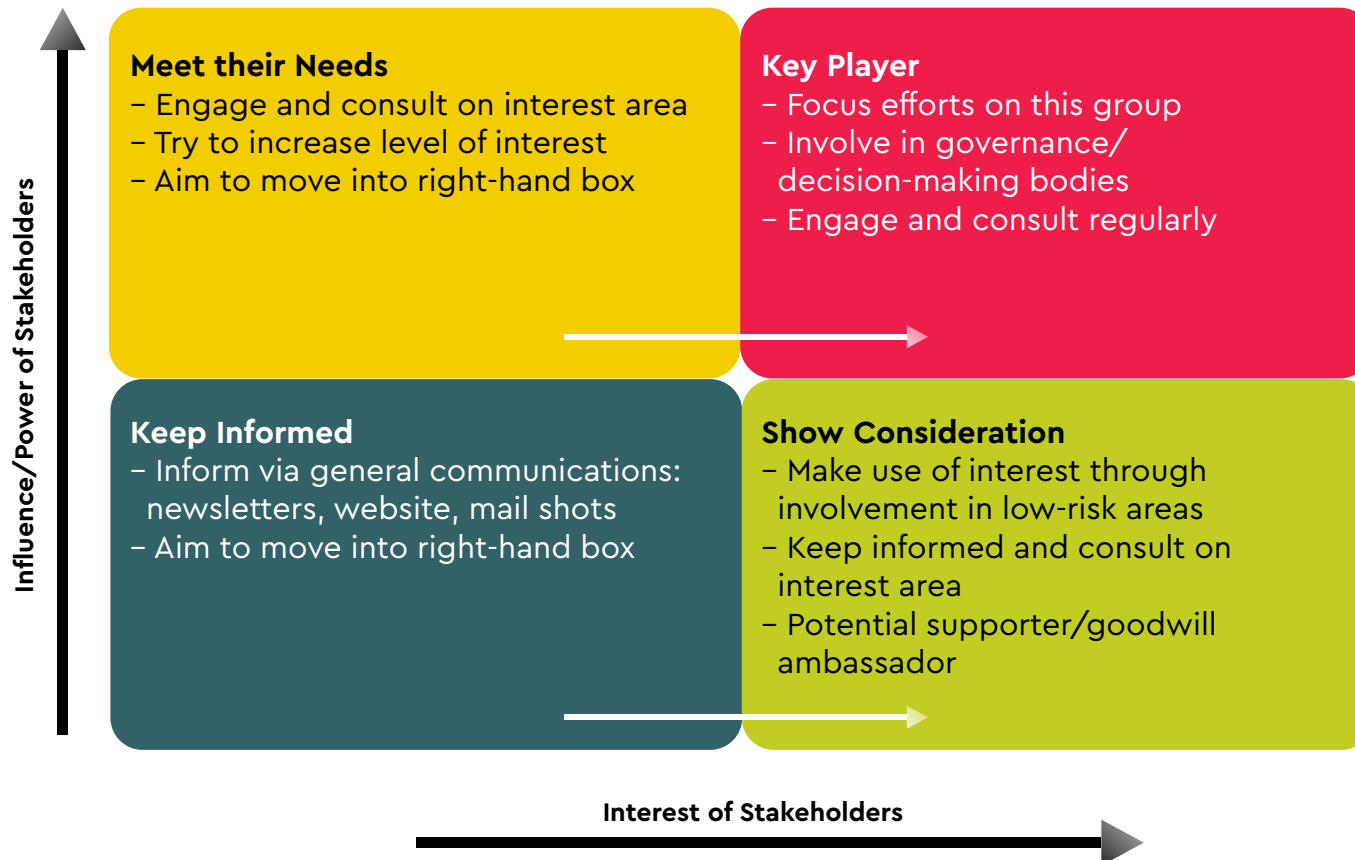 Influence/Power of Stakeholders
Meet their Needs
– Engage and consult on interest area
– Try to increase level of interest
– Aim to move into right-hand box
Key Player
– Focus efforts on this group
– Involve in governance/
decision-making bodies
– Engage and consult regularly
Keep Informed
– Inform via general communications:
newsletters, website, mail shots
– Aim to move into right-hand box
Show Consideration
– Make use of interest through
involvement in low-risk areas
– Keep informed and consult on
interest area
– Potential supporter/goodwill
ambassador
Interest of Stakeholders